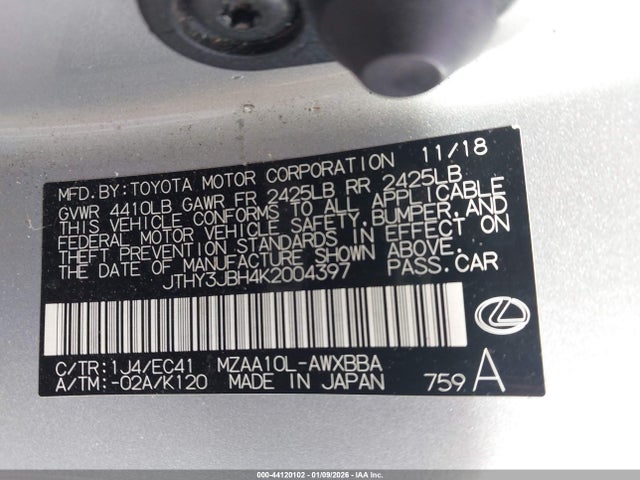 MFD.BY:TOYOTA MOTOR CORPORATION 11/18
GVWR 4410LB GAWR FR 2425LB RR 2425LB
THIS VEHICLE CONFORMS TO ALL APPLICABLE
FEDERAL MOTOR VEHICLE SAFETY,BUMPER,AND
THEFT PREVENTION STANDARDS IN EFFECT ON
THE DATE OF MANUFACTURE SHOWN ABOVE.
JTHY3JBH4K2004397 PASS.CAR
C/TR:1J4/EC41 MZAA10L-AWXBBA
A/TM:-02A/K120 MADE IN JAPAN 759 A
000-44120102 - 01/09/2026 - IAA Inc.